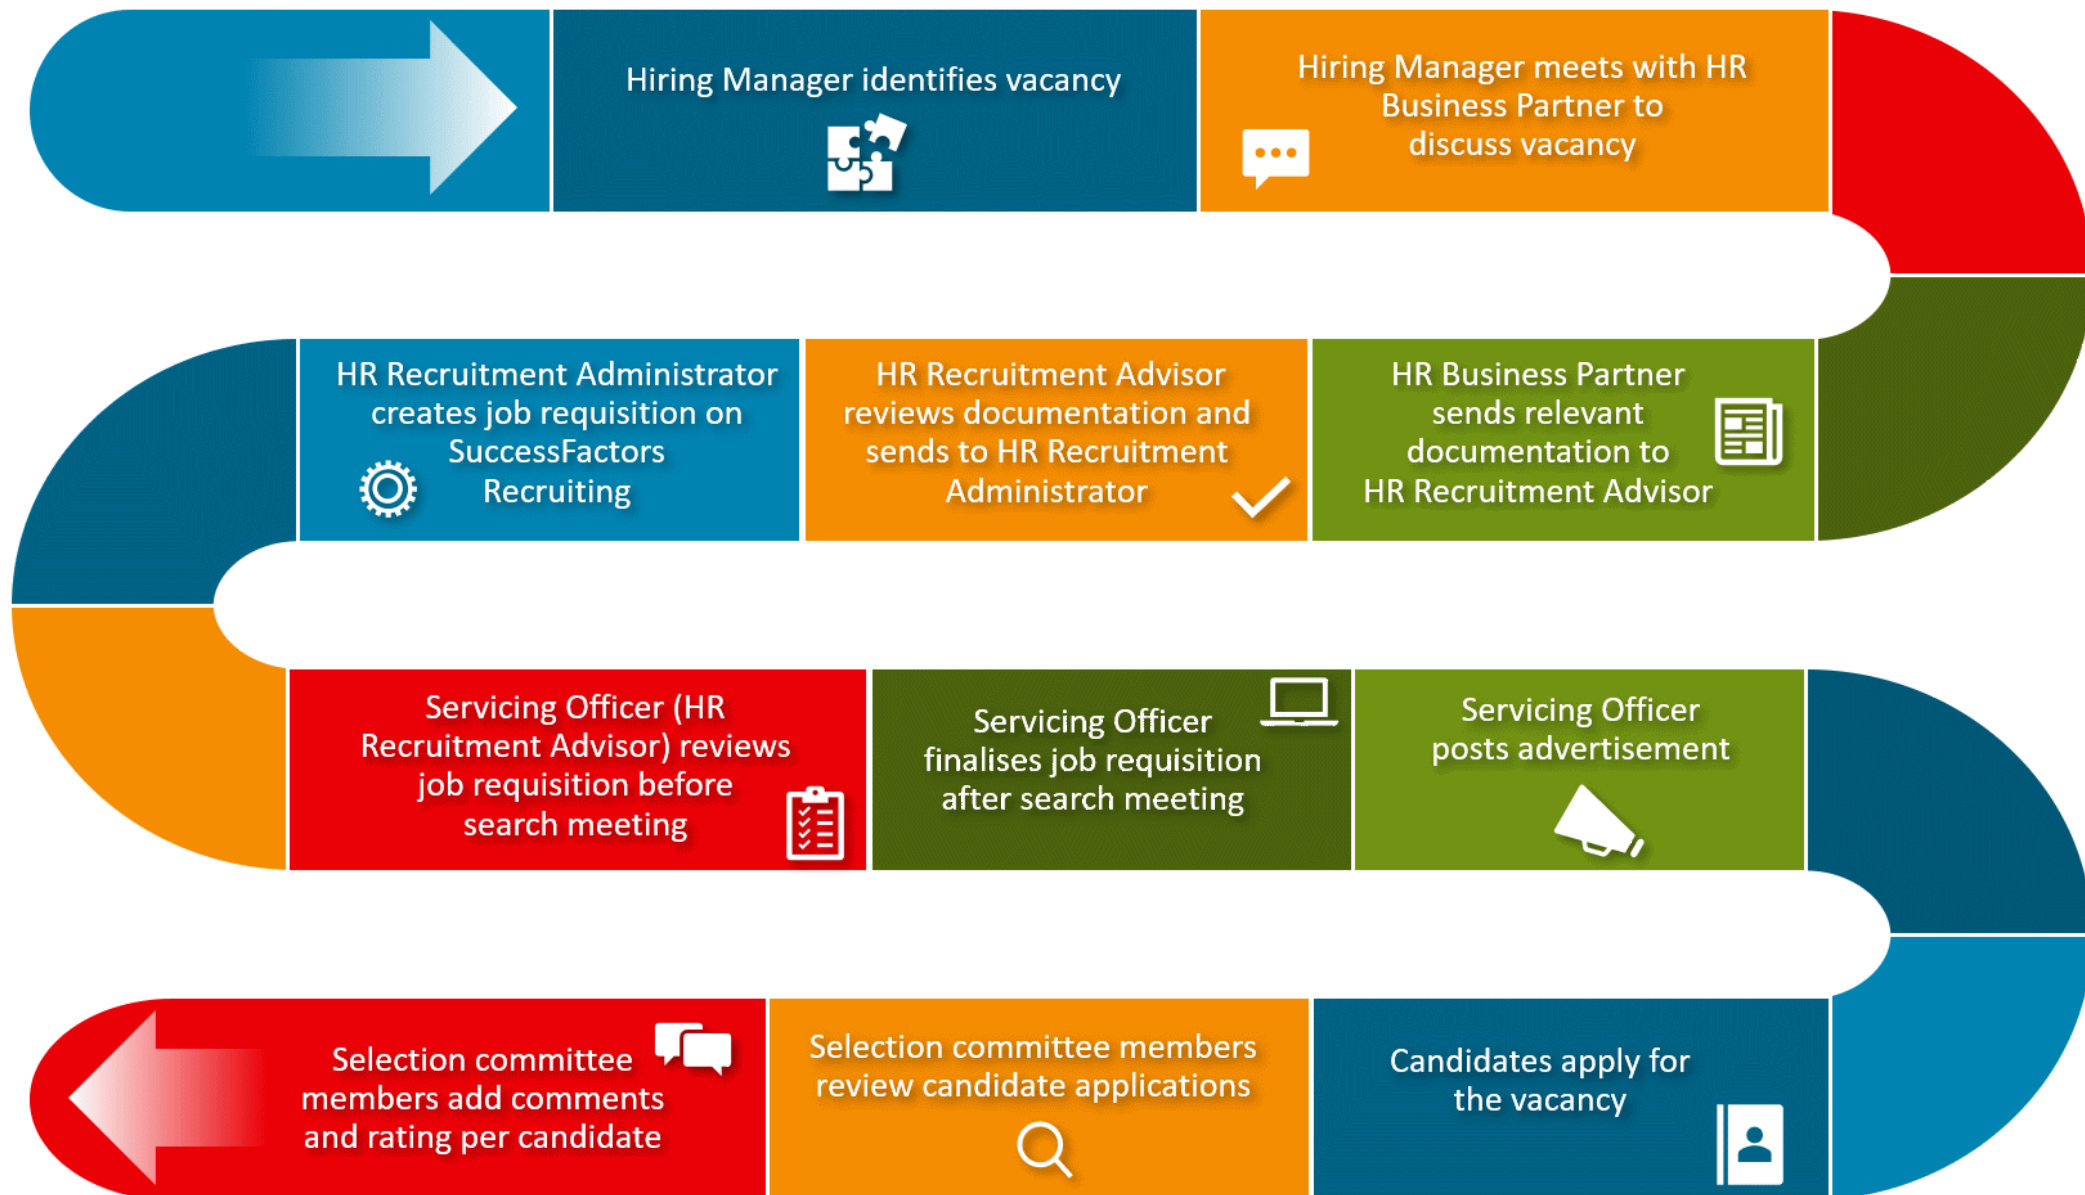 Hiring Manager identifies vacancy
Hiring Manager meets with HR
Business Partner to
discuss vacancy
HR Business Partner
sends relevant
documentation to
HR Recruitment Advisor
HR Recruitment Advisor
reviews documentation and
sends to HR Recruitment
Administrator
HR Recruitment Administrator
creates job requisition on
SuccessFactors
Recruiting
Servicing Officer (HR
Recruitment Advisor) reviews
job requisition before
search meeting
Servicing Officer
finalises job requisition
after search meeting
Servicing Officer
posts advertisement
Candidates apply for
the vacancy
Selection committee members
review candidate applications
Selection committee
members add comments
and rating per candidate